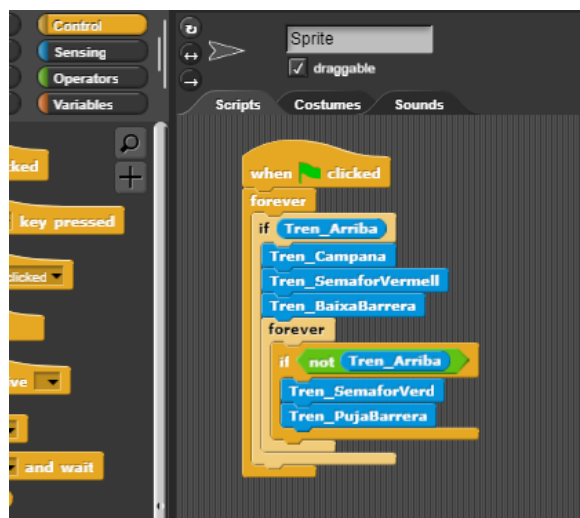 Control
Sensing
Operators
Variables
Sprite
draggable
Scripts Costumes Sounds
key pressed
and wait
when clicked
forever
if Tren_Arriba
Tren_Campana
Tren_SemaforVermell
Tren_BaixaBarrera
forever
if not Tren_Arriba
Tren_SemaforVerd
Tren_PujaBarrera